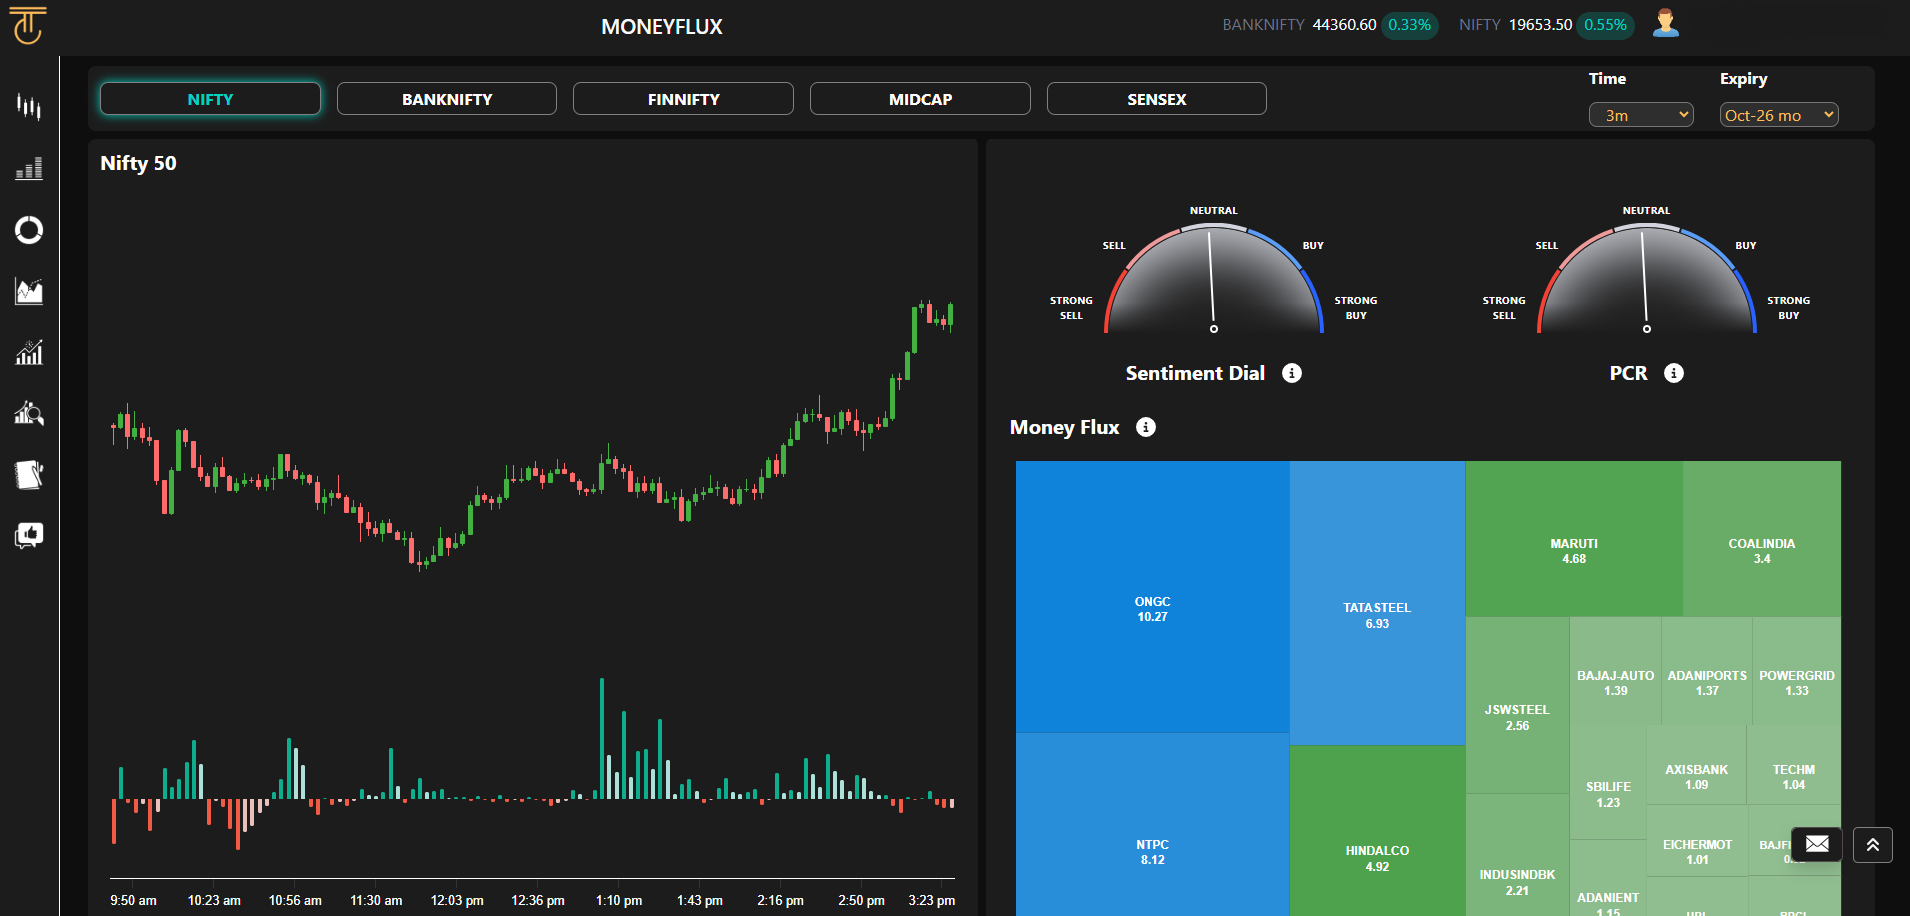 MONEYFLUX
BANKNIFTY 44360.60 0.33% NIFTY 19653.50 0.55%
NIFTY BANKNIFTY FINNIFTY MIDCAP SENSEX
Time Expiry
3m Oct-26 mo
Nifty 50
9:50 am 10:23 am 10:56 am 11:30 am 12:03 pm 12:36 pm 1:10 pm 1:43 pm 2:16 pm 2:50 pm 3:23 pm
NEUTRAL
SELL BUY
STRONG SELL
STRONG BUY
Sentiment Dial
NEUTRAL
SELL BUY
STRONG SELL
STRONG BUY
PCR
Money Flux
ONGC
10.27
NTPC
8.12
TATASTEEL
6.93
HINDALCO
4.92
MARUTI
4.68
COALINDIA
3.4
JSWSTEEL
2.56
INDUSINDBK
2.21
BAJAJ-AUTO
1.39
ADANIPORTS
1.37
POWERGRID
1.33
SBILIFE
1.23
ADANIENT
1.15
AXISBANK
1.09
TECHM
1.04
EICHERMOT
1.01